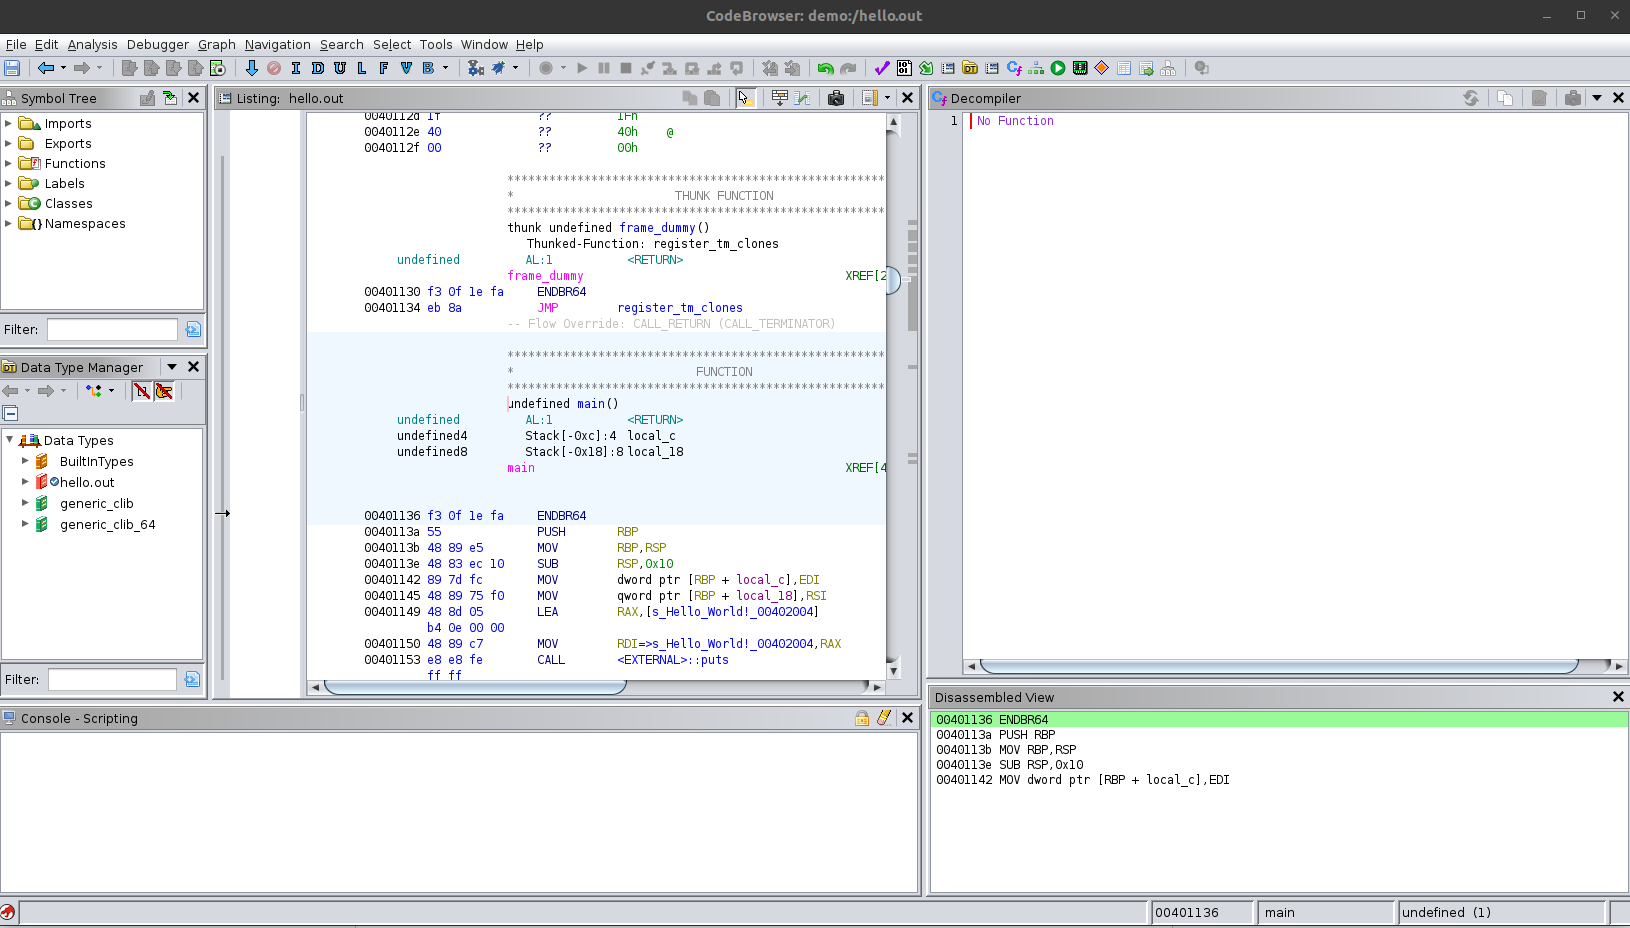 CodeBrowser: demo:/hello.out
File Edit Analysis Debugger Graph Navigation Search Select Tools Window Help
I D U L F V B
Symbol Tree
Imports
Exports
Functions
Labels
Classes
Namespaces
Filter:
Data Type Manager
Data Types
BuiltInTypes
hello.out
generic_clib
generic_clib_64
Filter:
Listing: hello.out
0040112d 1f ?? 1Fh
0040112e 40 ?? 40h @
0040112f 00 ?? 00h
******************************************************
* THUNK FUNCTION
******************************************************
thunk undefined frame_dummy()
Thunked-Function: register_tm_clones
undefined AL:1 <RETURN>
frame_dummy XREF[2
00401130 f3 0f 1e fa ENDBR64
00401134 eb 8a JMP register_tm_clones
-- Flow Override: CALL_RETURN (CALL_TERMINATOR)
******************************************************
* FUNCTION
******************************************************
undefined main()
undefined AL:1 <RETURN>
undefined4 Stack[-0xc]:4 local_c
undefined8 Stack[-0x18]:8 local_18
main XREF[4
00401136 f3 0f 1e fa ENDBR64
0040113a 55 PUSH RBP
0040113b 48 89 e5 MOV RBP,RSP
0040113e 48 83 ec 10 SUB RSP,0x10
00401142 89 7d fc MOV dword ptr [RBP + local_c],EDI
00401145 48 89 75 f0 MOV qword ptr [RBP + local_18],RSI
00401149 48 8d 05 LEA RAX,[s_Hello_World!_00402004]
b4 0e 00 00
00401150 48 89 c7 MOV RDI=>s_Hello_World!_00402004,RAX
00401153 e8 e8 fe CALL <EXTERNAL>::puts
ff ff
Decompiler
1 No Function
Console - Scripting
Disassembled View
00401136 ENDBR64
0040113a PUSH RBP
0040113b MOV RBP,RSP
0040113e SUB RSP,0x10
00401142 MOV dword ptr [RBP + local_c],EDI
00401136 main undefined (1)